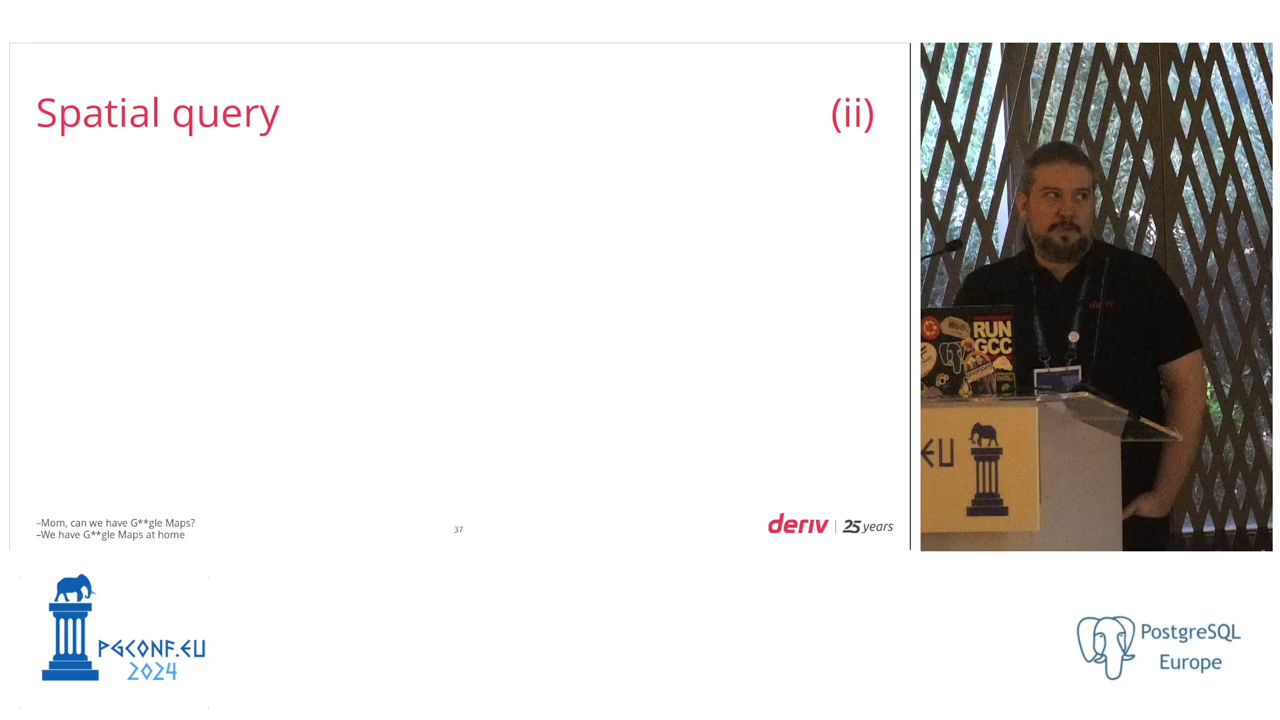 Spatial query (ii)
–Mom, can we have G**gle Maps?
–We have G**gle Maps at home
37
deriv | 25 years
deriv
RUN
GCC
EU
PGCONF.EU
2024
PostgreSQL
Europe